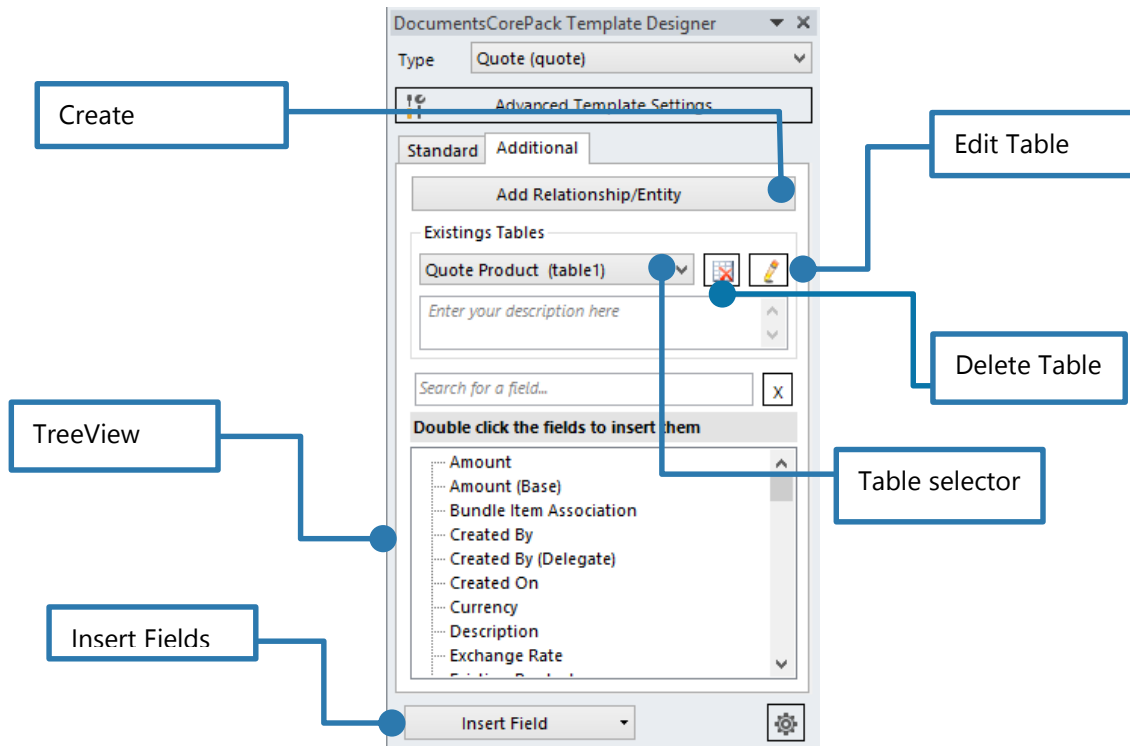 DocumentsCorePack Template Designer
Type Quote (quote)
Create
Advanced Template Settings
Standard Additional
Edit Table
Add Relationship/Entity
Existings Tables
Quote Product (table1)
Enter your description here
Delete Table
Search for a field... X
TreeView
Double click the fields to insert them
Amount
Amount (Base)
Table selector
Bundle Item Association
Created By
Created By (Delegate)
Created On
Currency
Insert Fields
Description
Exchange Rate
Insert Field